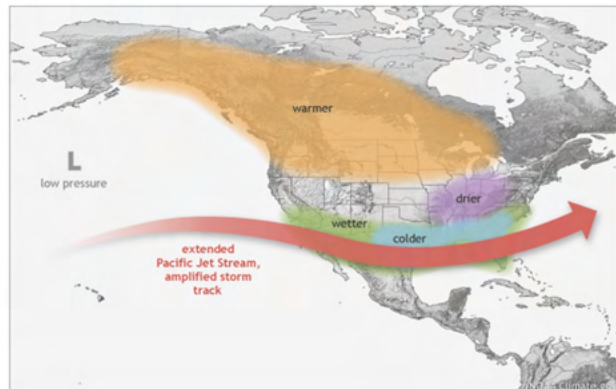 warmer
L
low pressure
drier
wetter
colder
extended
Pacific Jet Stream,
amplified storm
track